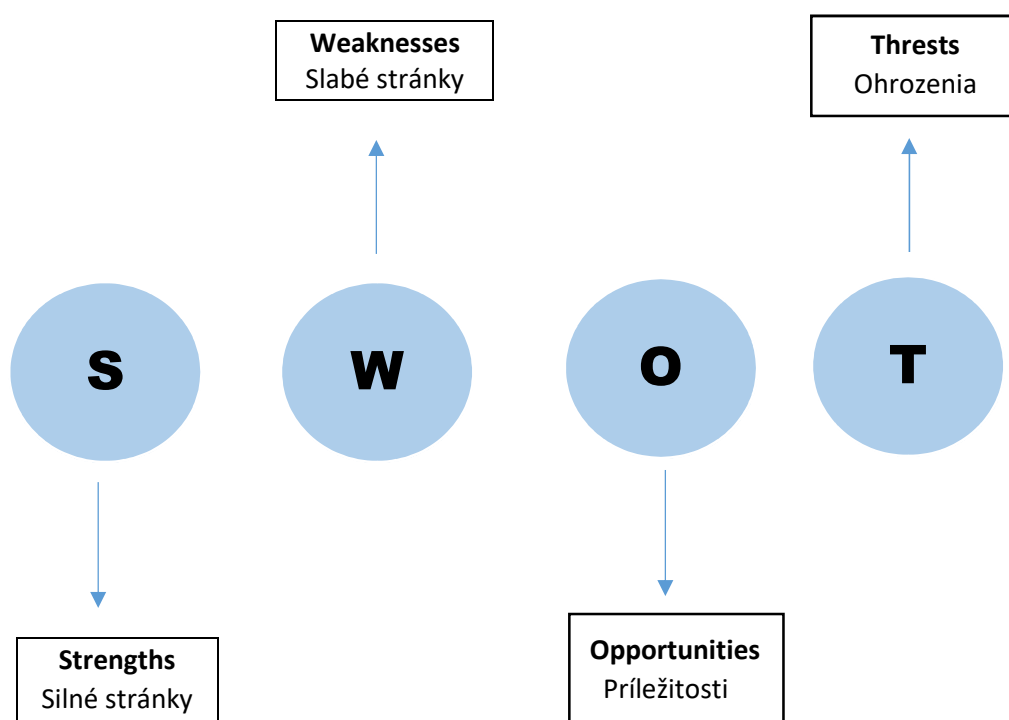 Weaknesses
Slabé stránky
Thrests
Ohrozenia
S
W
O
T
Strengths
Silné stránky
Opportunities
Príležitosti